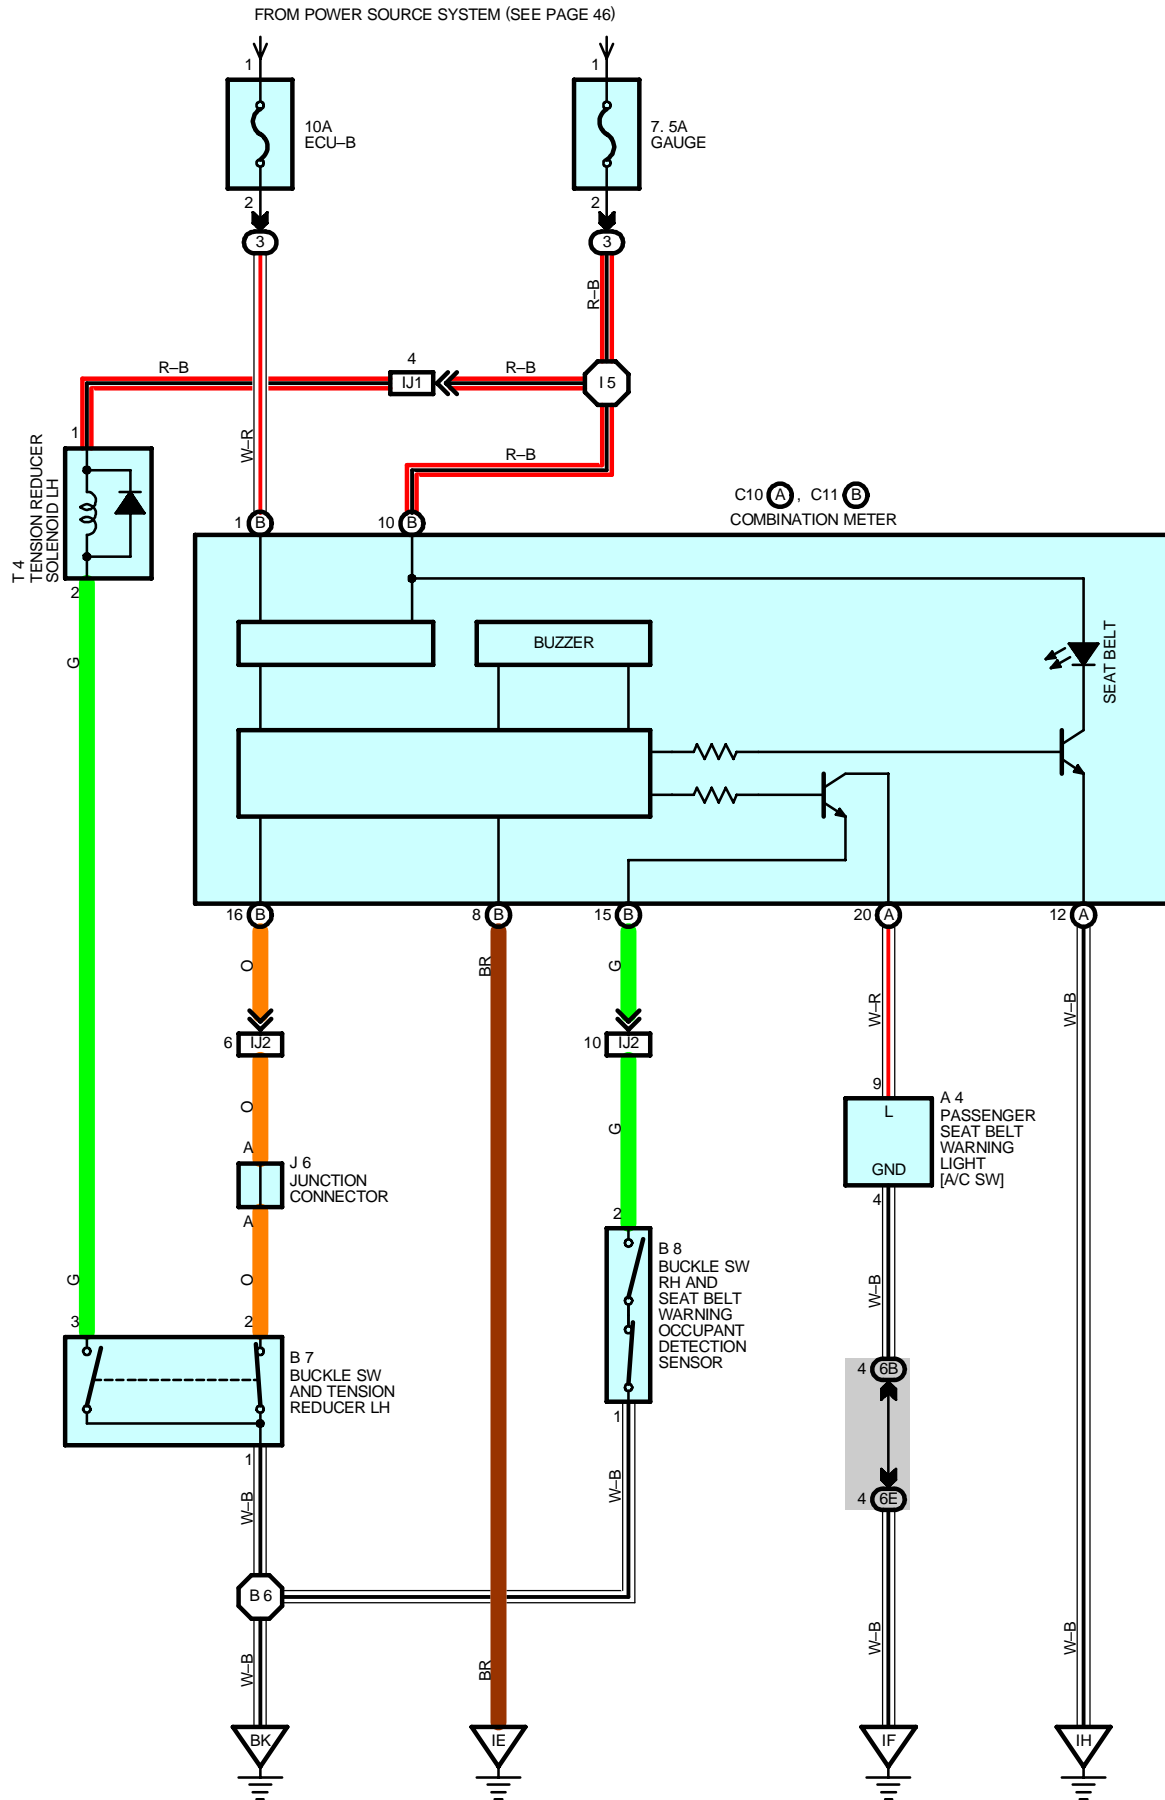 FROM POWER SOURCE SYSTEM (SEE PAGE 46)
1
1
10A
ECU–B
7. 5A
GAUGE
2
2
3
3
R–B
4
R–B
IJ1
R–B
I 5
1
W–R
R–B
T 4
TENSION REDUCER
SOLENOID LH
C10 A , C11 B
COMBINATION METER
1 B
10 B
2
G
BUZZER
SEAT BELT
16 B
8 B
15 B
20 A
12 A
O
BR
G
W–R
W–B
6 IJ2
10 IJ2
9
L
GND
A 4
PASSENGER
SEAT BELT
WARNING
LIGHT
[A/C SW]
4
O
A
J 6
JUNCTION
CONNECTOR
A
G
2
B 8
BUCKLE SW
RH AND
SEAT BELT
WARNING
OCCUPANT
DETECTION
SENSOR
1
G
O
W–B
3
2
B 7
BUCKLE SW
AND TENSION
REDUCER LH
1
4 6B
4 6E
W–B
W–B
B 6
W–B
BR
W–B
W–B
BK
IE
IF
IH